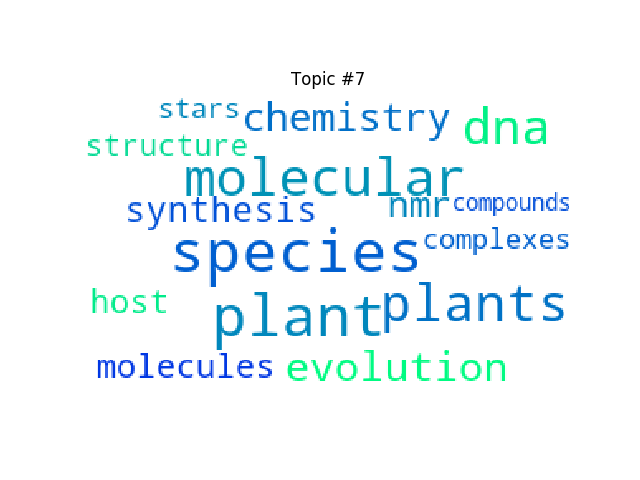 Topic #7
stars chemistry dna
structure
molecular
synthesis nmr compounds
species complexes
host plant plants
molecules evolution